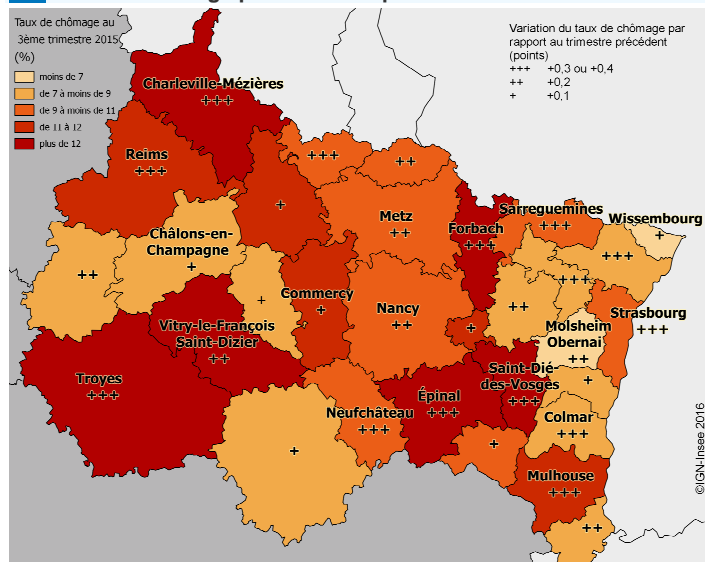 Taux de chômage au
3ème trimestre 2015
(%)
moins de 7
de 7 à moins de 9
de 9 à moins de 11
de 11 à 12
plus de 12
Variation du taux de chômage par
rapport au trimestre précédent
(points)
+++ +0,3 ou +0,4
++ +0,2
+ +0,1
Charleville-Mézières
+++
Reims
+++
+++
++
+
Metz
++
Forbach
+++
Sarreguemines
+++
Wissembourg
+
+++
Châlons-en-
Champagne
+
++
+
Commercy
+
Nancy
++
+++
++
Strasbourg
+++
Vitry-le-François
Saint-Dizier
++
+
Molsheim
Obernai
++
Troyes
+++
Saint-Dié-
des-Vosges
+++
+
Épinal
+++
Neufchâteau
+++
Colmar
+++
+
+
Mulhouse
+++
++
©IGN-Insee 2016